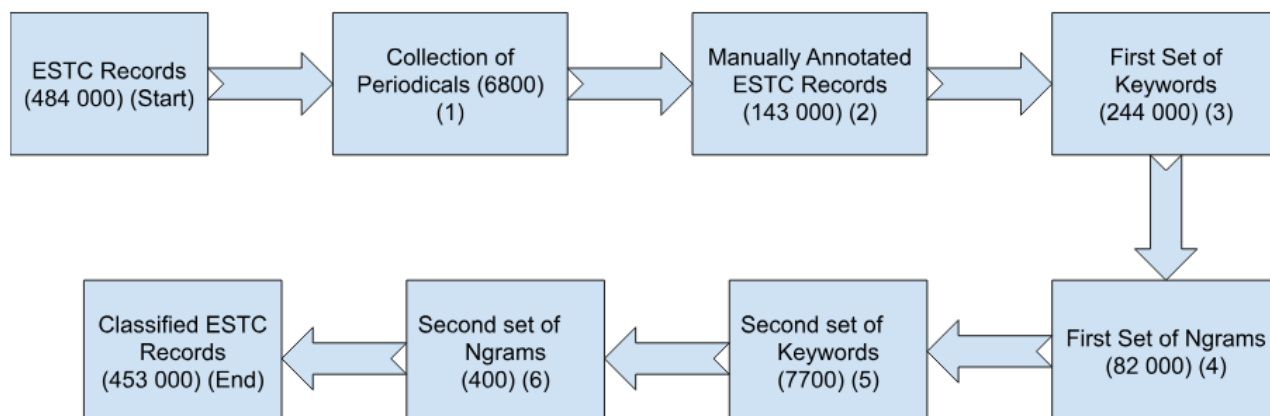 ESTC Records
(484 000) (Start)
Collection of
Periodicals (6800)
(1)
Manually Annotated
ESTC Records
(143 000) (2)
First Set of
Keywords
(244 000) (3)
First Set of Ngrams
(82 000) (4)
Second set of
Keywords
(7700) (5)
Second set of
Ngrams
(400) (6)
Classified ESTC
Records
(453 000) (End)